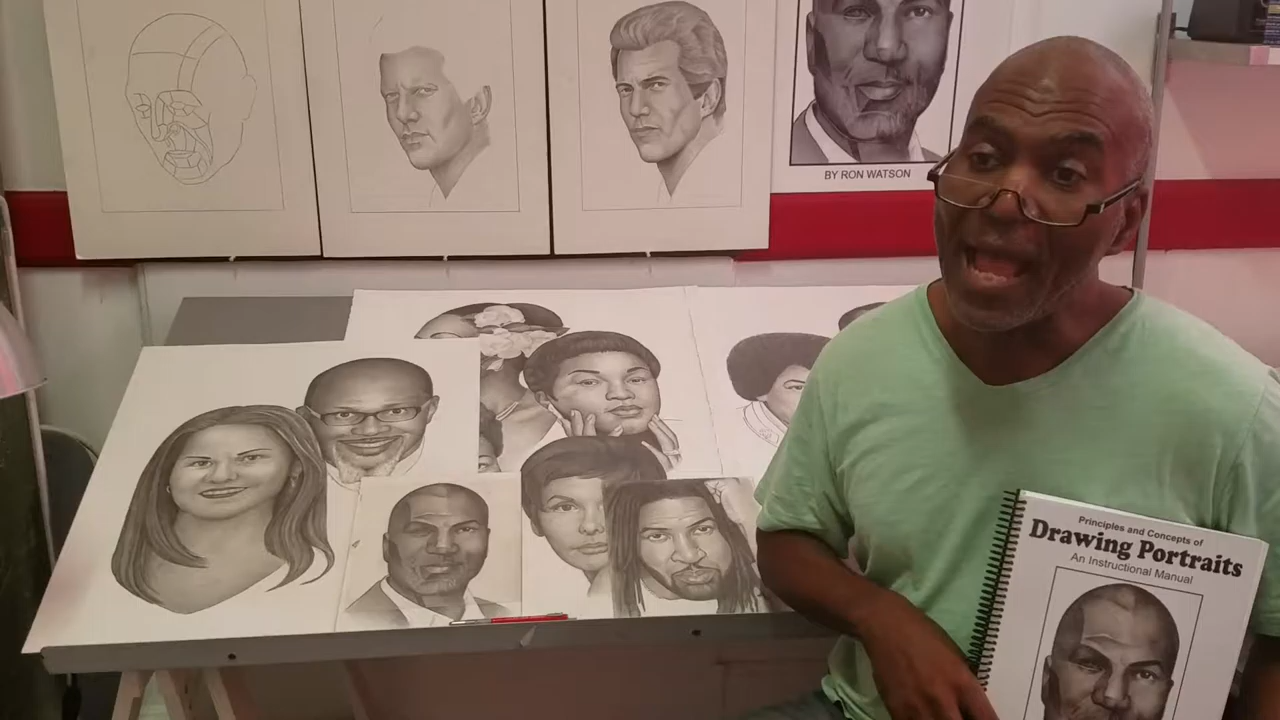 BY RON WATSON
Principles and Concepts of
Drawing Portraits
An Instructional Manual